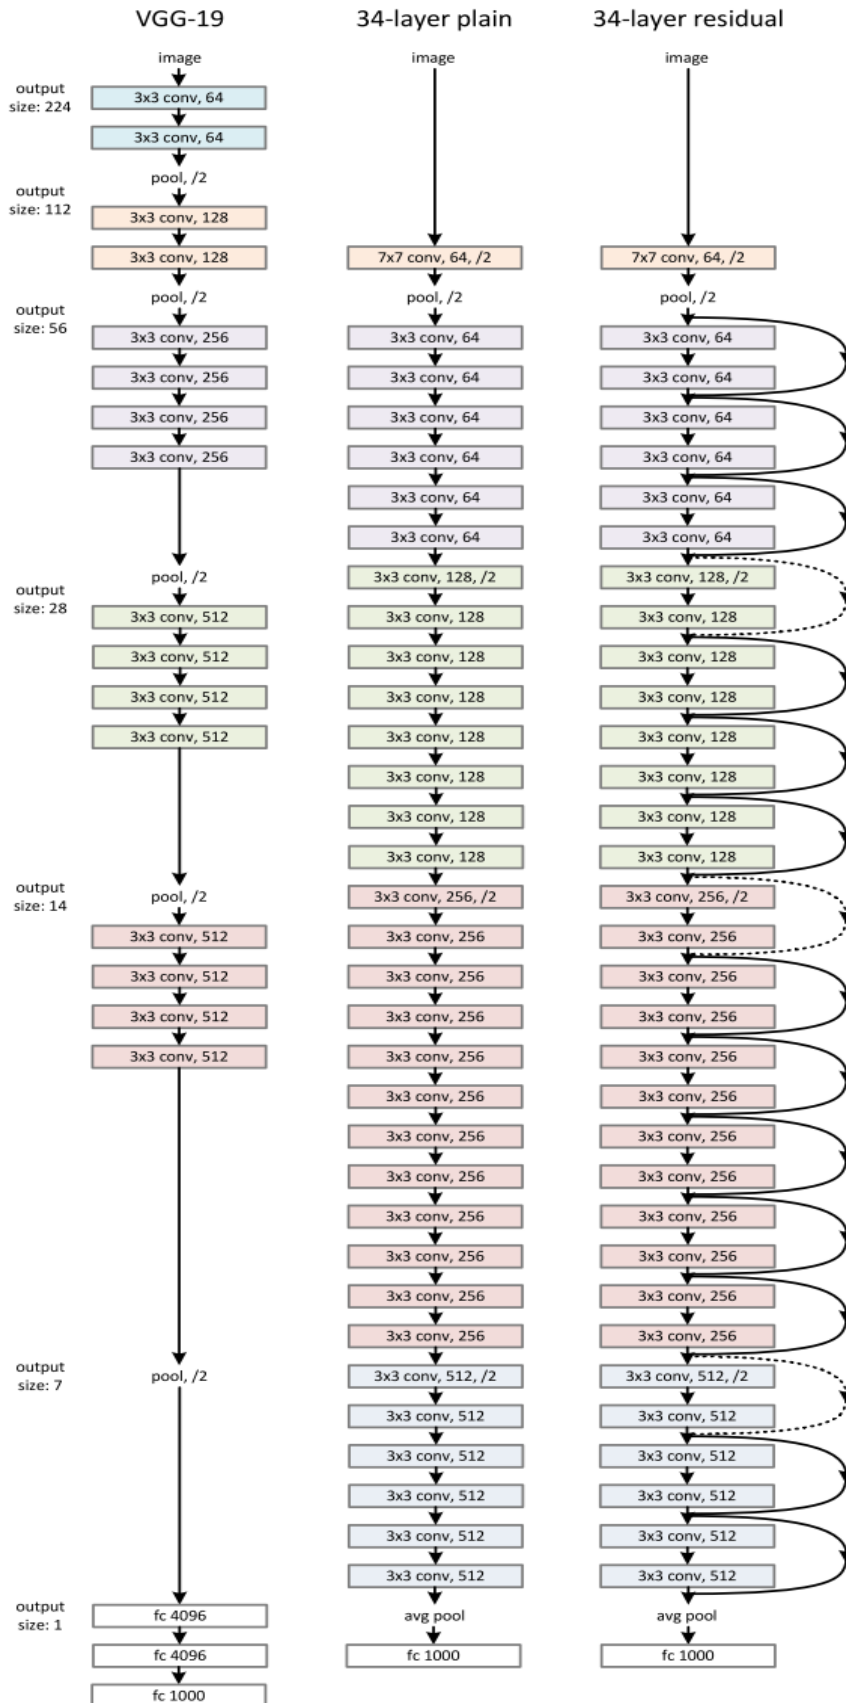 VGG-19
image
output
size: 224
3x3 conv, 64
3x3 conv, 64
pool, /2
output
size: 112
3x3 conv, 128
3x3 conv, 128
pool, /2
output
size: 56
3x3 conv, 256
3x3 conv, 256
3x3 conv, 256
3x3 conv, 256
pool, /2
output
size: 28
3x3 conv, 512
3x3 conv, 512
3x3 conv, 512
3x3 conv, 512
pool, /2
output
size: 14
3x3 conv, 512
3x3 conv, 512
3x3 conv, 512
3x3 conv, 512
pool, /2
output
size: 7
output
size: 1
fc 4096
fc 4096
fc 1000
34-layer plain
image
7x7 conv, 64, /2
pool, /2
3x3 conv, 64
3x3 conv, 64
3x3 conv, 64
3x3 conv, 64
3x3 conv, 64
3x3 conv, 64
3x3 conv, 128, /2
3x3 conv, 128
3x3 conv, 128
3x3 conv, 128
3x3 conv, 128
3x3 conv, 128
3x3 conv, 128
3x3 conv, 128
3x3 conv, 256, /2
3x3 conv, 256
3x3 conv, 256
3x3 conv, 256
3x3 conv, 256
3x3 conv, 256
3x3 conv, 256
3x3 conv, 256
3x3 conv, 256
3x3 conv, 256
3x3 conv, 256
3x3 conv, 256
3x3 conv, 512, /2
3x3 conv, 512
3x3 conv, 512
3x3 conv, 512
3x3 conv, 512
3x3 conv, 512
avg pool
fc 1000
34-layer residual
image
7x7 conv, 64, /2
pool, /2
3x3 conv, 64
3x3 conv, 64
3x3 conv, 64
3x3 conv, 64
3x3 conv, 64
3x3 conv, 64
3x3 conv, 128, /2
3x3 conv, 128
3x3 conv, 128
3x3 conv, 128
3x3 conv, 128
3x3 conv, 128
3x3 conv, 128
3x3 conv, 128
3x3 conv, 256, /2
3x3 conv, 256
3x3 conv, 256
3x3 conv, 256
3x3 conv, 256
3x3 conv, 256
3x3 conv, 256
3x3 conv, 256
3x3 conv, 256
3x3 conv, 256
3x3 conv, 256
3x3 conv, 256
3x3 conv, 512, /2
3x3 conv, 512
3x3 conv, 512
3x3 conv, 512
3x3 conv, 512
3x3 conv, 512
avg pool
fc 1000